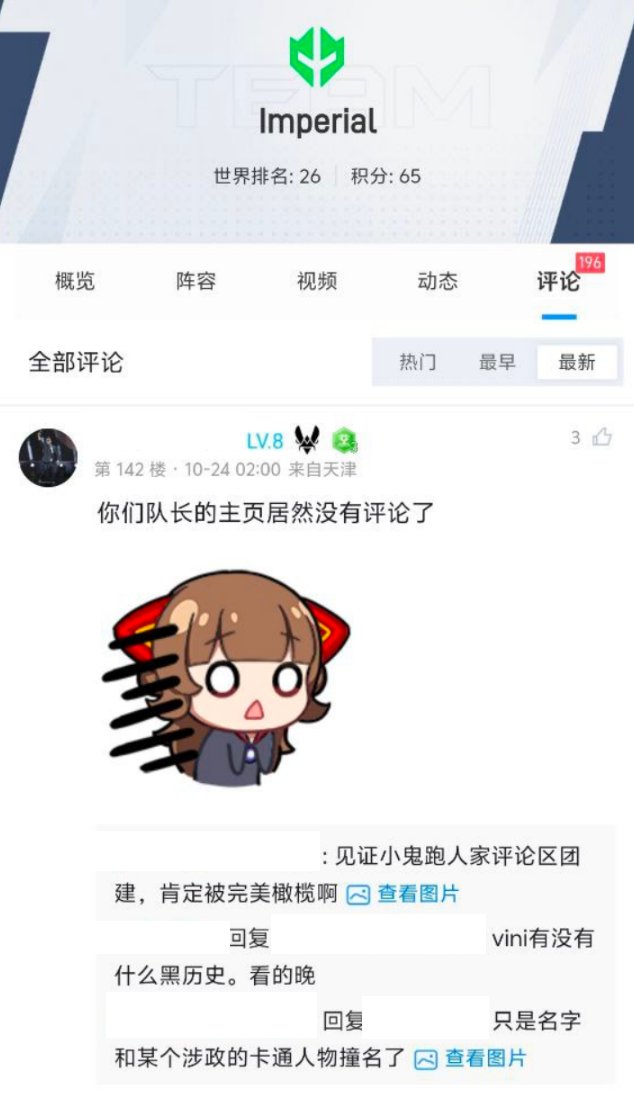 TEAM
Imperial
世界排名: 26 | 积分: 65
概览 阵容 视频 动态 评论 196
全部评论 热门 最早 最新
LV.8
3
第 142 楼 · 10-24 02:00 来自天津
你们队长的主页居然没有评论了
: 见证小鬼跑人家评论区团
建，肯定被完美橄榄啊 查看图片
回复 vini有没有
什么黑历史。看的晚
回复 只是名字
和某个涉政的卡通人物撞名了 查看图片